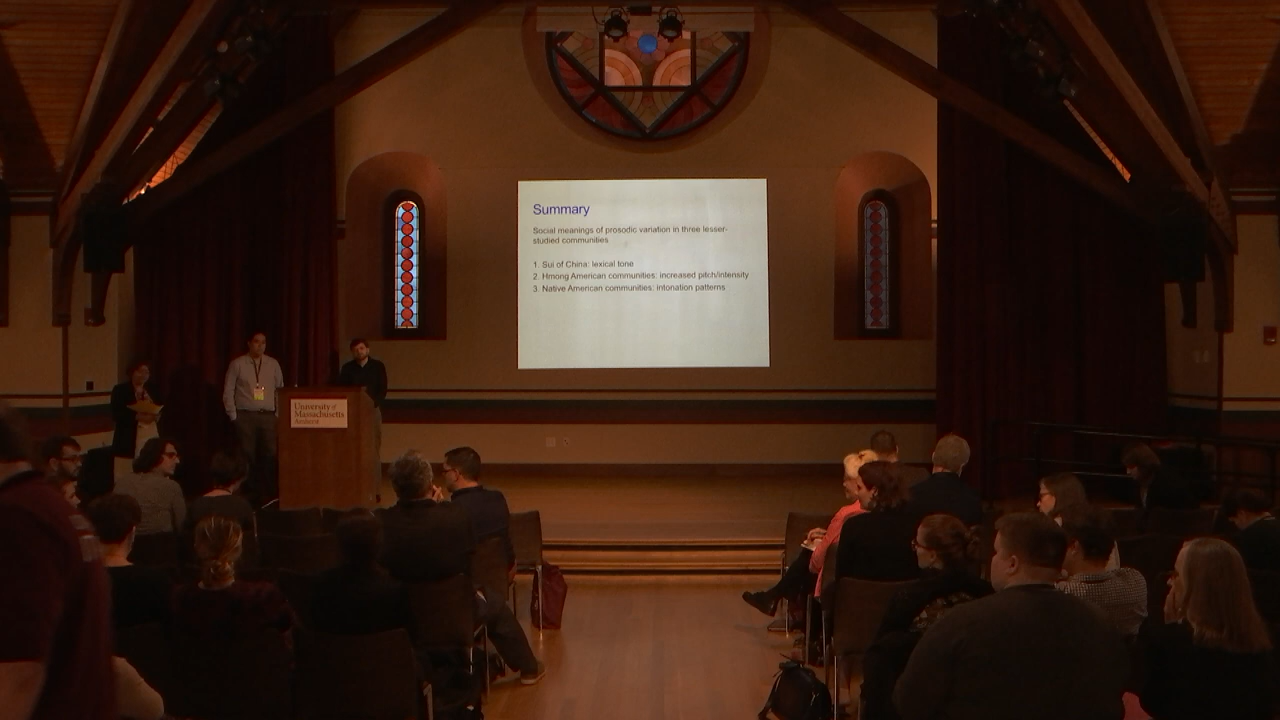 Summary
Social meanings of prosodic variation in three lesser-
studied communities
1. Sui of China: lexical tone
2. Hmong American communities: increased pitch/intensity
3. Native American communities: intonation patterns
University of
Massachusetts
Amherst